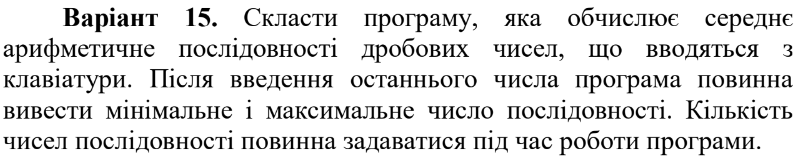 Варіант 15. Скласти програму, яка обчислює середнє
арифметичне послідовності дробових чисел, що вводяться з
клавіатури. Після введення останнього числа програма повинна
вивести мінімальне і максимальне число послідовності. Кількість
чисел послідовності повинна задаватися під час роботи програми.